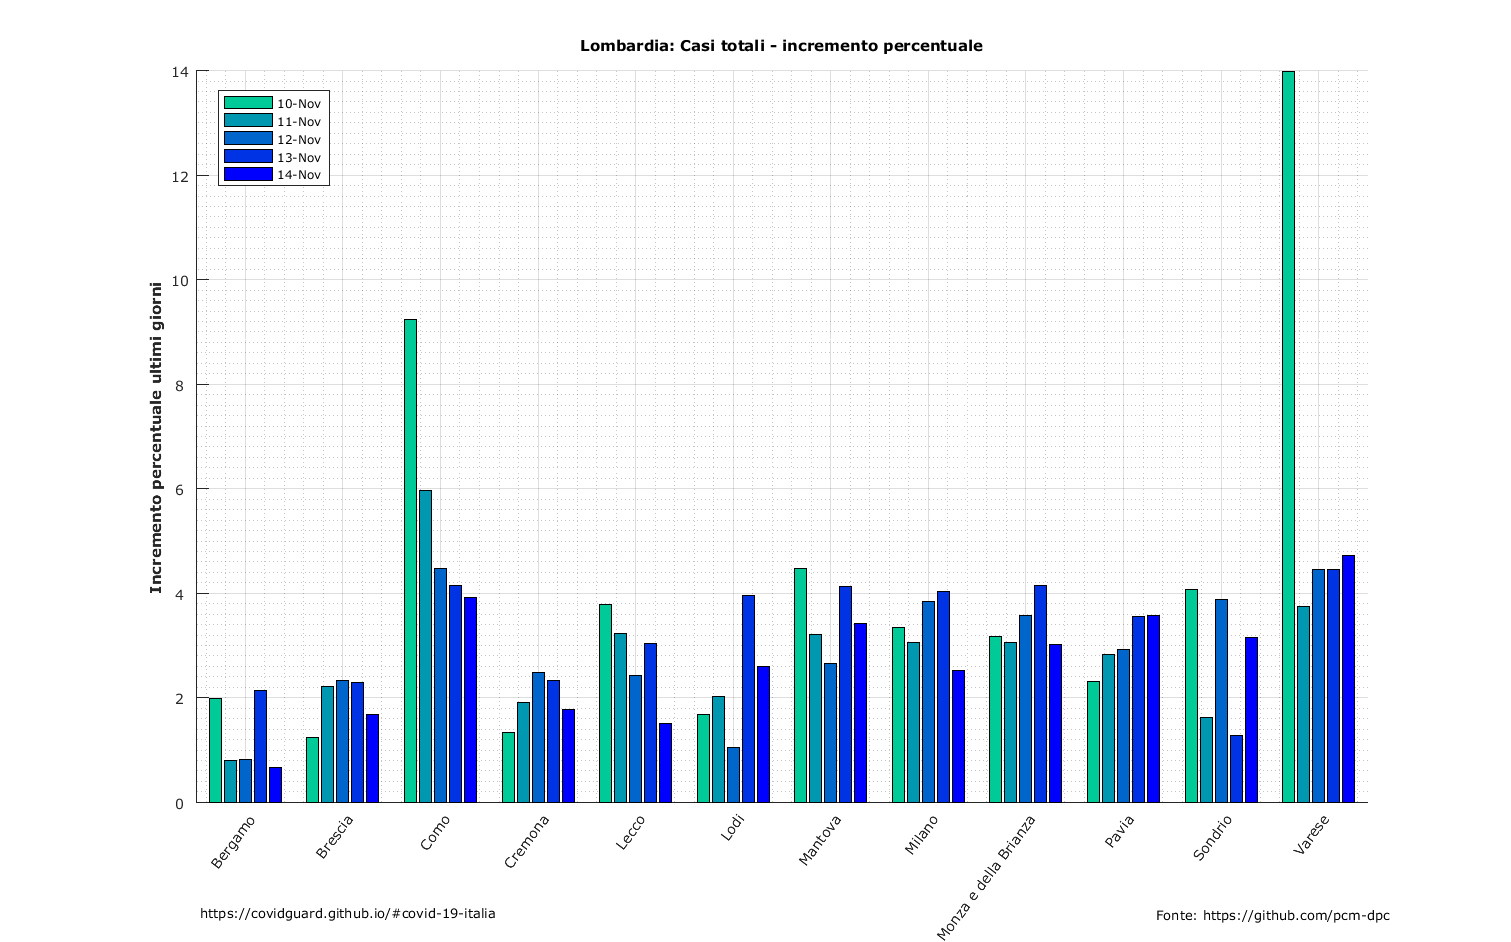 Lombardia: Casi totali - incremento percentuale
14
12
10
8
6
4
2
0
Incremento percentuale ultimi giorni
10-Nov
11-Nov
12-Nov
13-Nov
14-Nov
Bergamo
Brescia
Como
Cremona
Lecco
Lodi
Mantova
Milano
Monza e della Brianza
Pavia
Sondrio
Varese
https://covidguard.github.io/#covid-19-italia
Fonte: https://github.com/pcm-dpc